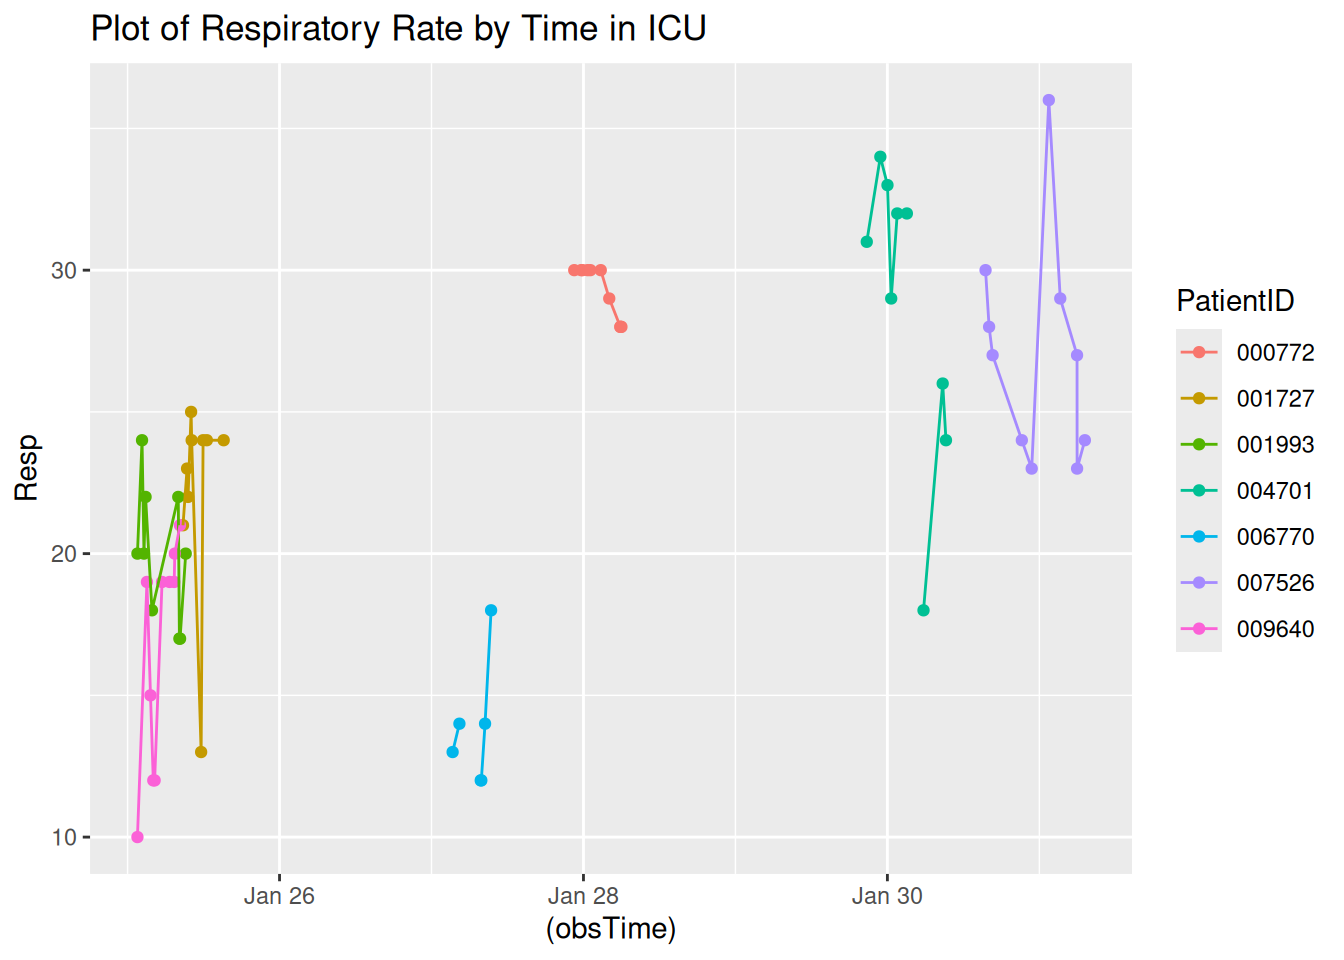 Plot of Respiratory Rate by Time in ICU
Resp
30
20
10
Jan 26
Jan 28
Jan 30
(obsTime)
PatientID
000772
001727
001993
004701
006770
007526
009640